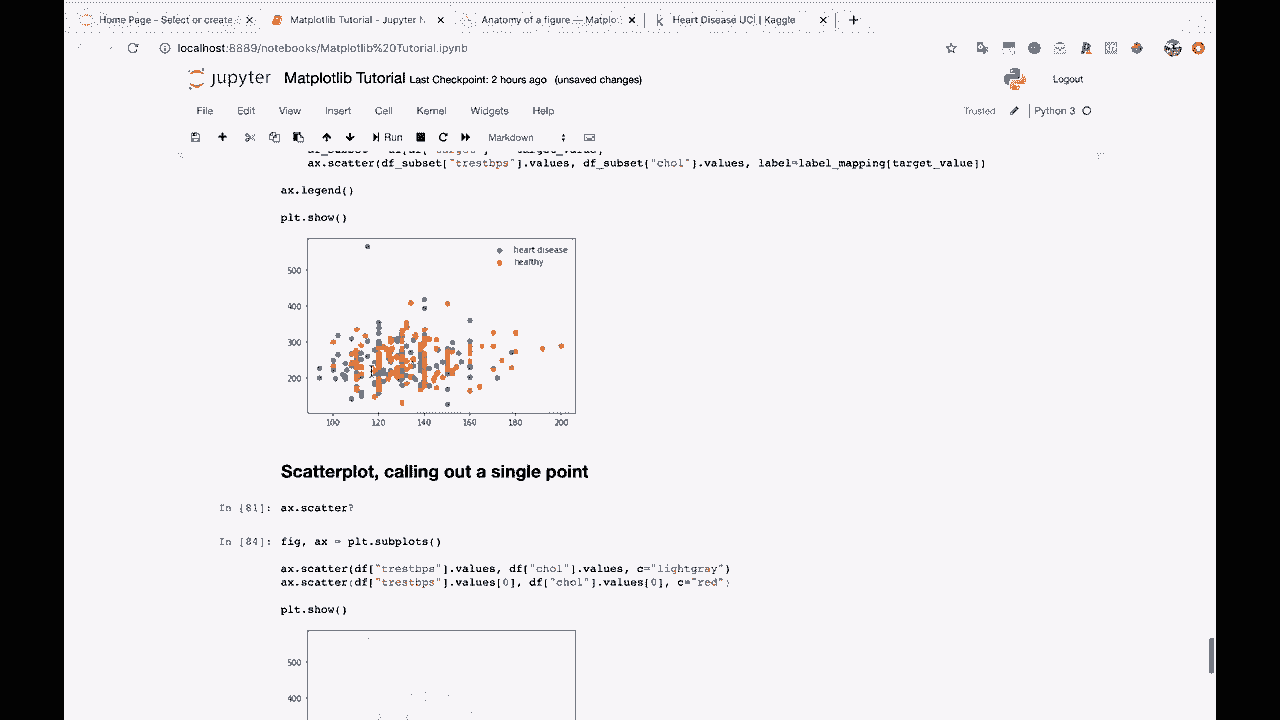 Home Page - Select or create
Matplotlib Tutorial - Jupyter N
Anatomy of a figure — Matplo
Heart Disease UCI | Kaggle
localhost:8889/notebooks/Matplotlib%20Tutorial.ipynb
jupyter Matplotlib Tutorial Last Checkpoint: 2 hours ago (unsaved changes)
Logout
File Edit View Insert Cell Kernel Widgets Help
Trusted
Python 3
Run
Markdown
ax.scatter(df_subset["trestbps"].values, df_subset["chol"].values, label=label_mapping[target_value])
ax.legend()
plt.show()
heart disease
healthy
500
400
300
200
100 120 140 160 180 200
Scatterplot, calling out a single point
In [81]: ax.scatter?
In [84]: fig, ax = plt.subplots()
ax.scatter(df["trestbps"].values, df["chol"].values, c="lightgray")
ax.scatter(df["trestbps"].values[0], df["chol"].values[0], c="red")
plt.show()
500
400